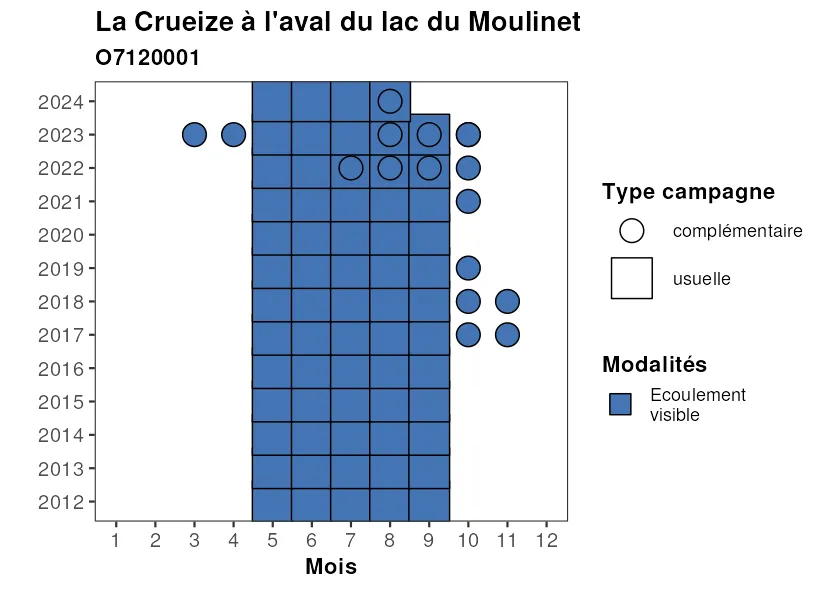 La Crueize à l'aval du lac du Moulinet
O7120001
2024
2023
2022
2021
2020
2019
2018
2017
2016
2015
2014
2013
2012
1 2 3 4 5 6 7 8 9 10 11 12
Mois
Type campagne
complémentaire
usuelle
Modalités
Ecoulement
visible